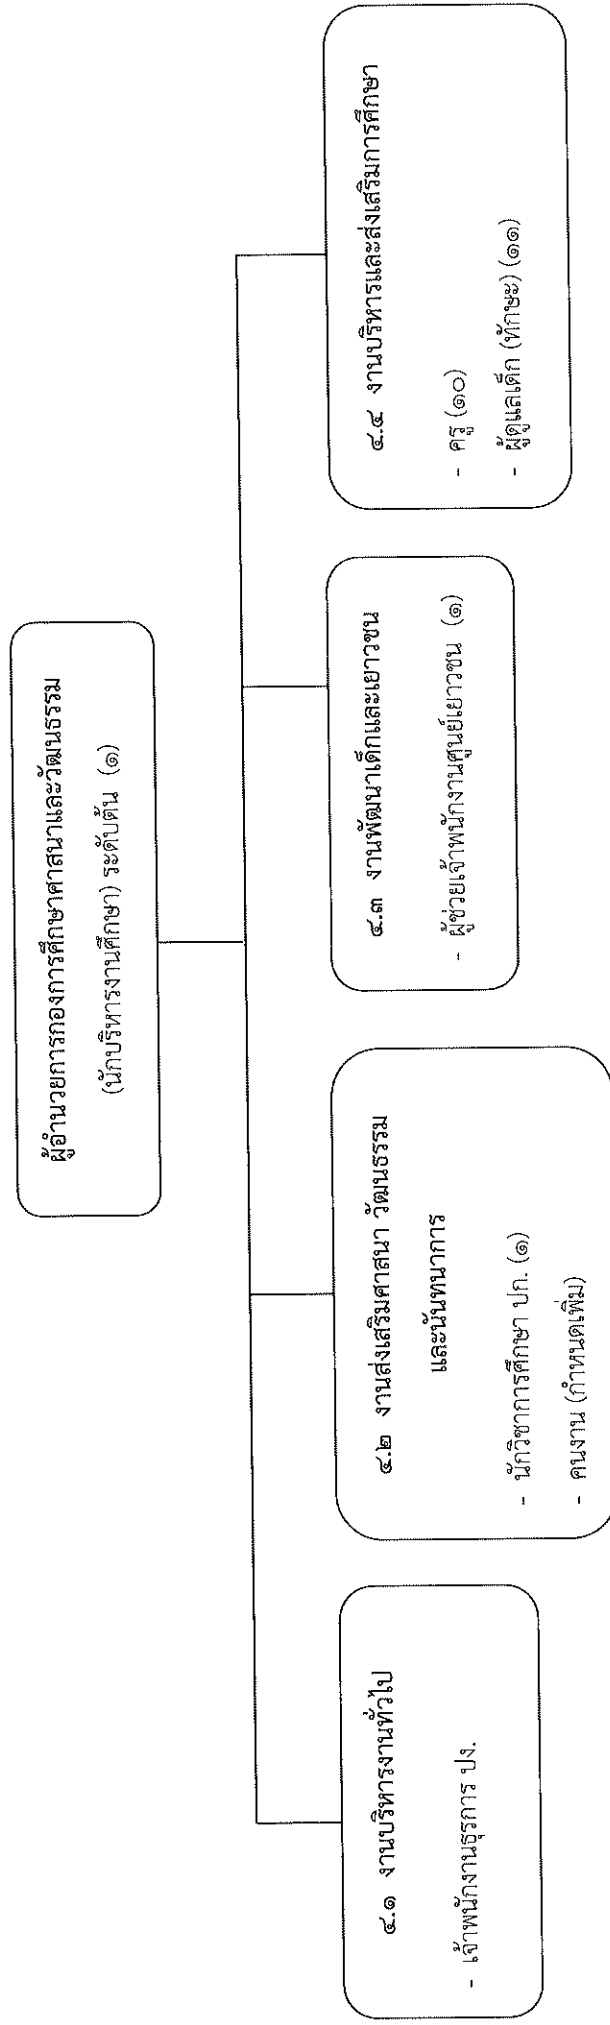 ผู้อำนวยการกองการศึกษาศาสนาและวัฒนธรรม
(นักบริหารงานศึกษา) ระดับต้น (๑)
๔.๑ งานบริหารงานทั่วไป
- เจ้าพนักงานธุรการ ปง.
๔.๒ งานส่งเสริมศาสนา วัฒนธรรม
และนันทนาการ
- นักวิชาการศึกษา ปก. (๑)
- คนงาน (กำหนดเพิ่ม)
๔.๓ งานพัฒนาเด็กและเยาวชน
- ผู้ช่วยเจ้าพนักงานศูนย์เยาวชน (๑)
๔.๔ งานบริหารและส่งเสริมการศึกษา
- ครู (๑๐)
- ผู้ดูแลเด็ก (ทักษะ) (๑๑)